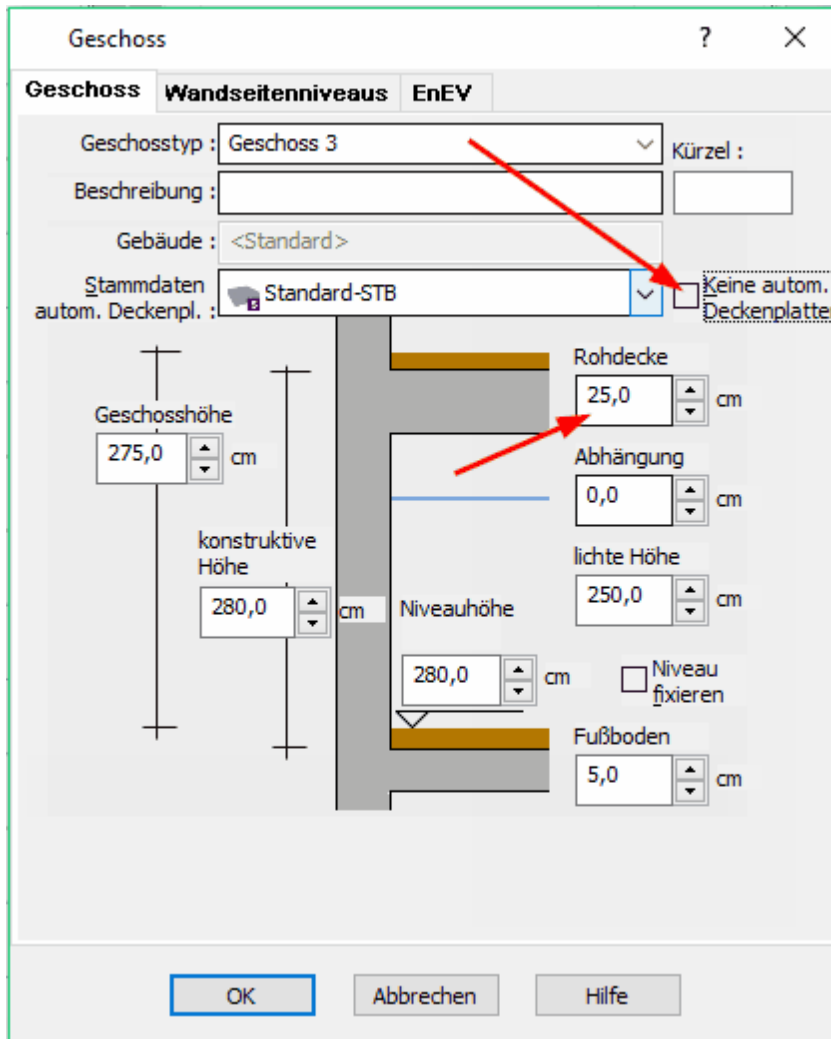 Geschoss ?
Geschoss Wandseitenniveaus EnEV
Geschosstyp : Geschoss 3 Kürzel :
Beschreibung :
Gebäude : <Standard>
Stammdaten
autom. Deckenpl. : Standard-STB
Keine autom.
Deckenplatten
Rohdecke
25,0 cm
Geschosshöhe
275,0 cm
Abhängung
0,0 cm
konstruktive
Höhe
280,0 cm
lichte Höhe
250,0 cm
Niveauhöhe
280,0 cm
Niveau
fixieren
Fußboden
5,0 cm
OK Abbrechen Hilfe